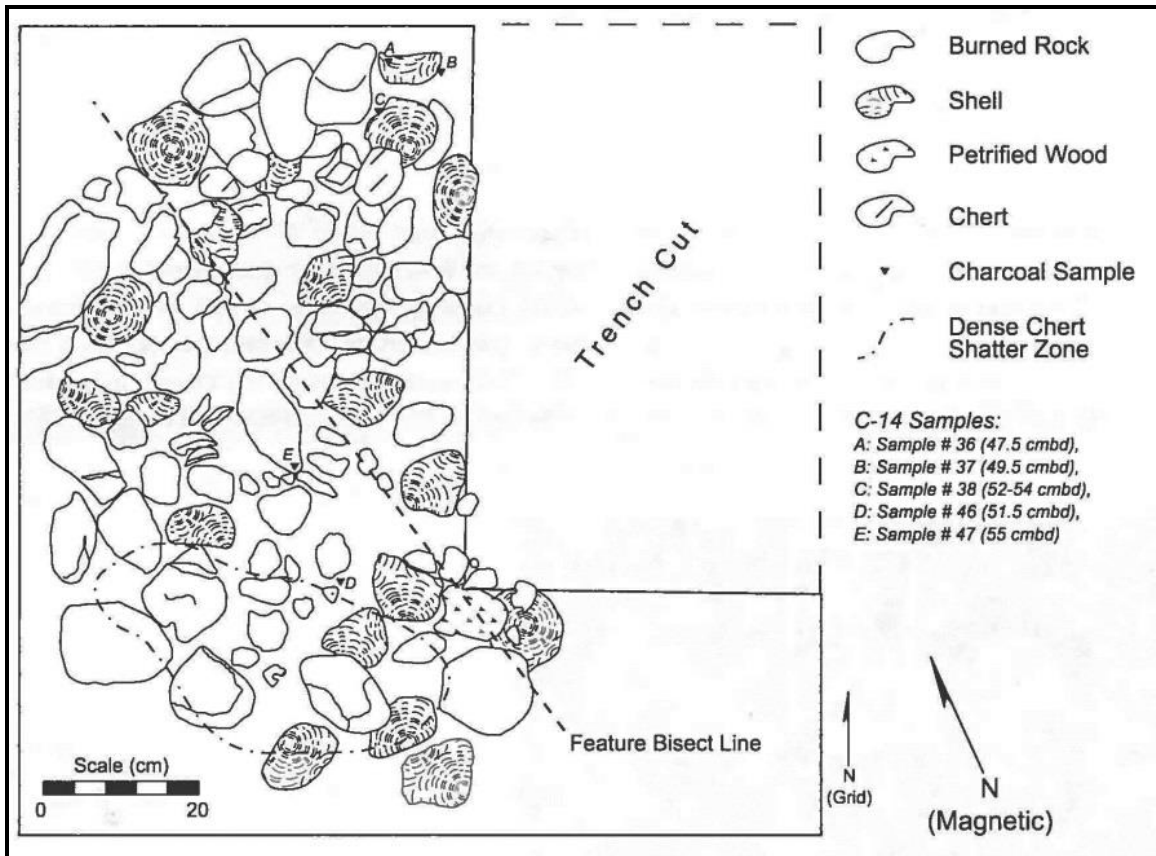 A
B
C
E
D
Trench Cut
Feature Bisect Line
Scale (cm)
0 20
N
(Grid)
N
(Magnetic)
Burned Rock
Shell
Petrified Wood
Chert
Charcoal Sample
Dense Chert
Shatter Zone
C-14 Samples:
A: Sample # 36 (47.5 cmbd),
B: Sample # 37 (49.5 cmbd),
C: Sample # 38 (52-54 cmbd),
D: Sample # 46 (51.5 cmbd),
E: Sample # 47 (55 cmbd)